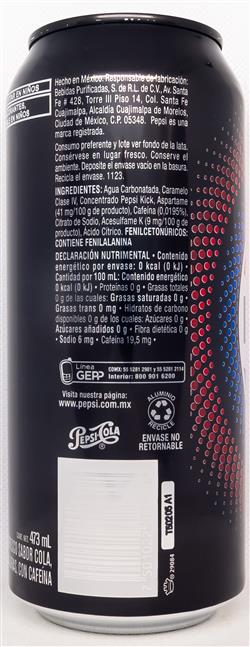 EN NIÑOS
Hecho en México. Responsable de fabricación:
Bebidas Purificadas, S. de R.L. de C.V., Av. Santa
Fe # 428, Torre III Piso 14, Col. Santa Fe
Cuajimalpa, Alcaldía Cuajimalpa de Morelos,
Ciudad de México, C.P. 05348. Pepsi es una
marca registrada.
EN NIÑOS
Consumo preferente y lote ver fondo de la lata.
Consérvese en lugar fresco. Conserve el
ambiente. Deposite el envase vacío en la basura.
Recicla el envase. 1123.
INGREDIENTES: Agua Carbonatada, Caramelo
Clase IV, Concentrado Pepsi Kick, Aspartame
(41 mg/100 g de producto), Cafeína (0,0195%),
Citrato de Sodio, Acesulfame K (9 mg/100 g de
producto), Ácido Cítrico. FENILCETONÚRICOS:
CONTIENE FENILALANINA
DECLARACIÓN NUTRIMENTAL • Contenido
energético por envase: 0 kcal (0 kJ) •
Cantidad por 100 mL: Contenido energético
0 kcal (0 kJ) • Proteínas 0 g • Grasas totales
0 g de las cuales: Grasas saturadas 0 g •
Grasas trans 0 mg • Hidratos de carbono
disponibles 0 g de los cuales: Azúcares 0 g •
Azúcares añadidos 0 g • Fibra dietética 0 g
• Sodio 6 mg • Cafeína 19,5 mg •
Línea
GEPP
CDMX: 55 5281 2981 y 55 5281 2114
Interior: 800 901 6200
Visita nuestra página:
www.pepsi.com.mx
ALUMINIO
RECICLABLE
PEPSI-COLA
ENVASE NO
RETORNABLE
CONT. NET. 473 mL
SABOR COLA,
CON CAFEÍNA
TB0205 A1
29084